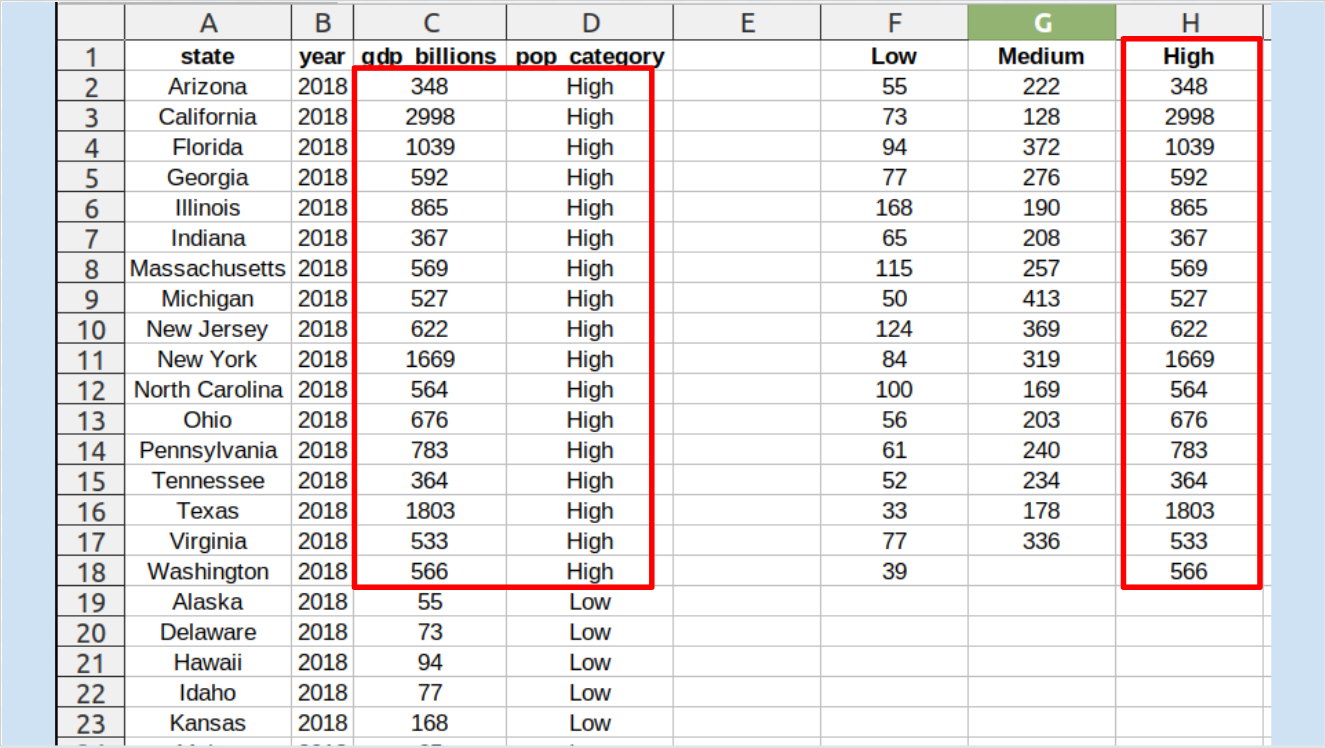 A B C D E F G H
1 state year gdp_billions pop_category Low Medium High
2 Arizona 2018 348 High 55 222 348
3 California 2018 2998 High 73 128 2998
4 Florida 2018 1039 High 94 372 1039
5 Georgia 2018 592 High 77 276 592
6 Illinois 2018 865 High 168 190 865
7 Indiana 2018 367 High 65 208 367
8 Massachusetts 2018 569 High 115 257 569
9 Michigan 2018 527 High 50 413 527
10 New Jersey 2018 622 High 124 369 622
11 New York 2018 1669 High 84 319 1669
12 North Carolina 2018 564 High 100 169 564
13 Ohio 2018 676 High 56 203 676
14 Pennsylvania 2018 783 High 61 240 783
15 Tennessee 2018 364 High 52 234 364
16 Texas 2018 1803 High 33 178 1803
17 Virginia 2018 533 High 77 336 533
18 Washington 2018 566 High 39 566
19 Alaska 2018 55 Low
20 Delaware 2018 73 Low
21 Hawaii 2018 94 Low
22 Idaho 2018 77 Low
23 Kansas 2018 168 Low